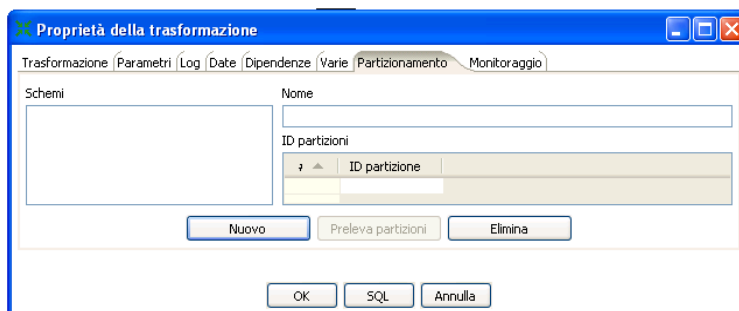 Proprietà della trasformazione
Trasformazione Parametri Log Date Dipendenze Varie Partizionamento Monitoraggio
Schemi Nome
ID partizioni
ID partizione
Nuovo Preleva partizioni Elimina
OK SQL Annulla